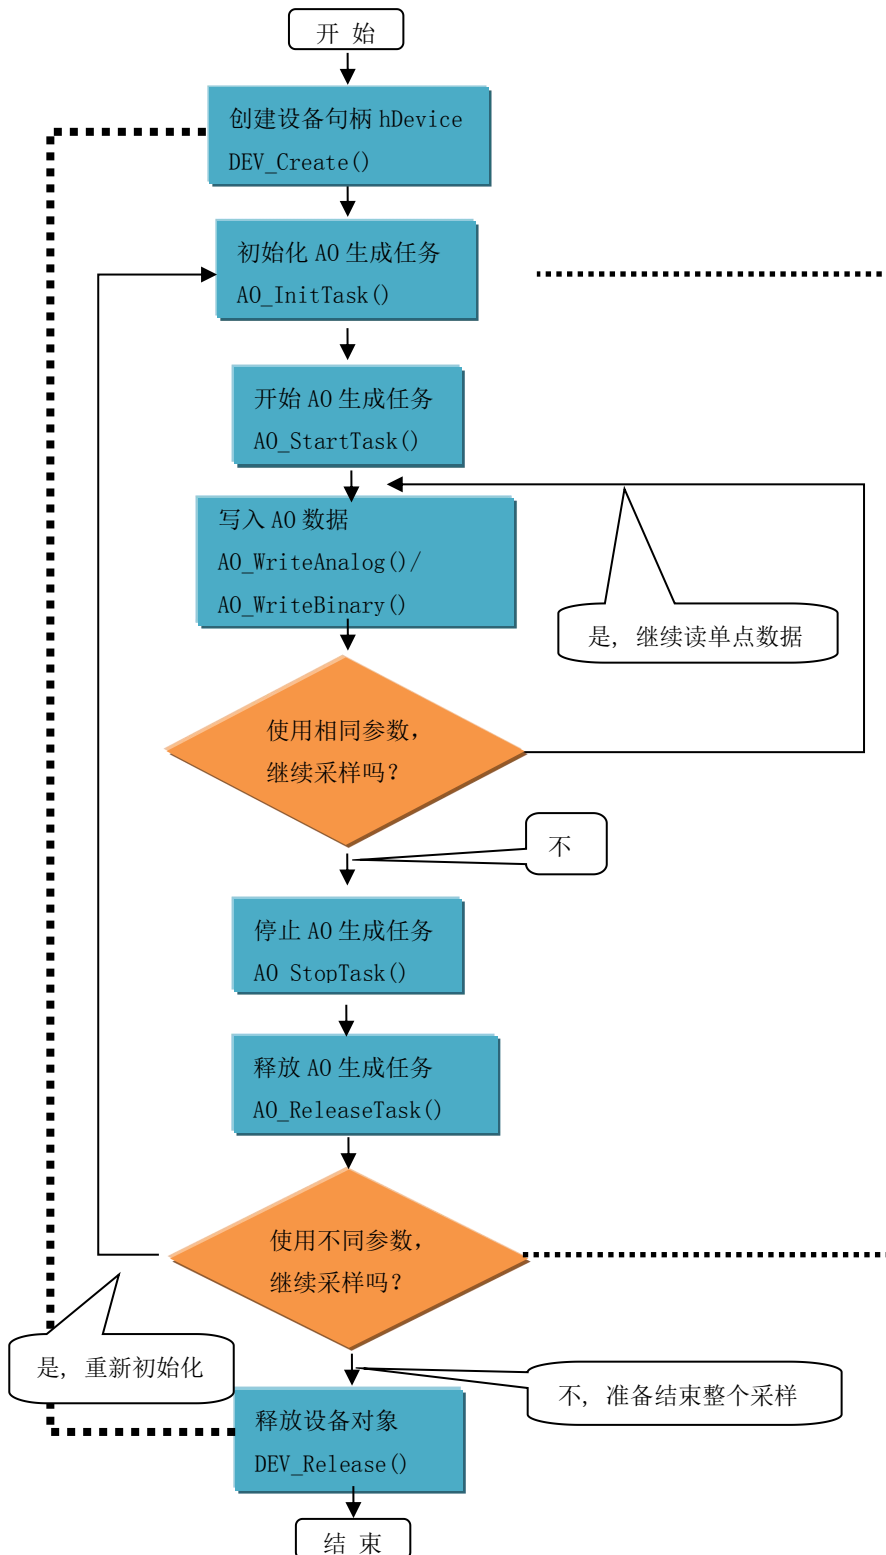 开 始
创建设备句柄 hDevice
DEV_Create()
初始化 AO 生成任务
AO_InitTask()
开始 AO 生成任务
AO_StartTask()
写入 AO 数据
AO_WriteAnalog()/
AO_WriteBinary()
是, 继续读单点数据
使用相同参数,
继续采样吗?
不
停止 AO 生成任务
AO_StopTask()
释放 AO 生成任务
AO_ReleaseTask()
使用不同参数,
继续采样吗?
是, 重新初始化
不, 准备结束整个采样
释放设备对象
DEV_Release()
结 束